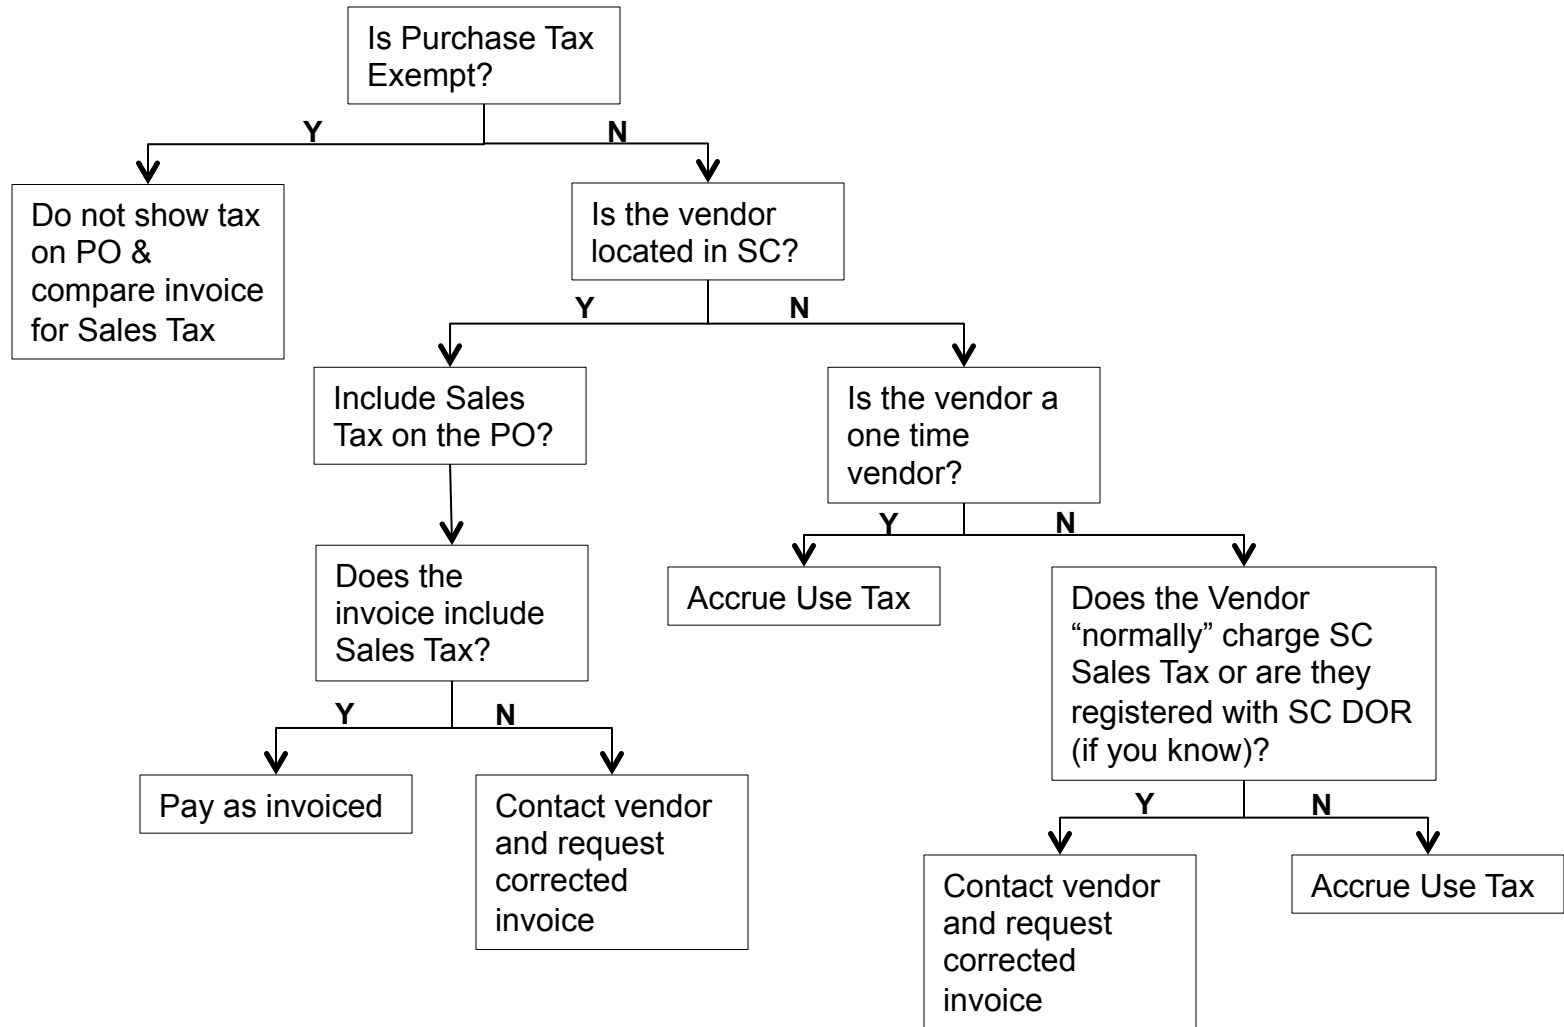 Is Purchase Tax
Exempt?
Y
N
Do not show tax
on PO &
compare invoice
for Sales Tax
Is the vendor
located in SC?
Y
N
Include Sales
Tax on the PO?
Is the vendor a
one time
vendor?
Y
N
Does the
invoice include
Sales Tax?
Accrue Use Tax
Does the Vendor
“normally” charge SC
Sales Tax or are they
registered with SC DOR
(if you know)?
Y
N
Pay as invoiced
Contact vendor
and request
corrected
invoice
Y
N
Contact vendor
and request
corrected
invoice
Accrue Use Tax